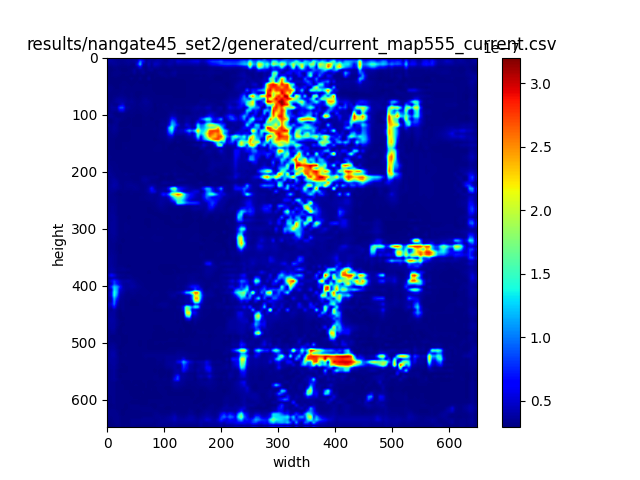 results/nangate45_set2/generated/current_map555_current.csv
1e−7
0
100
200
300
400
500
600
height
0 100 200 300 400 500 600
width
3.0
2.5
2.0
1.5
1.0
0.5